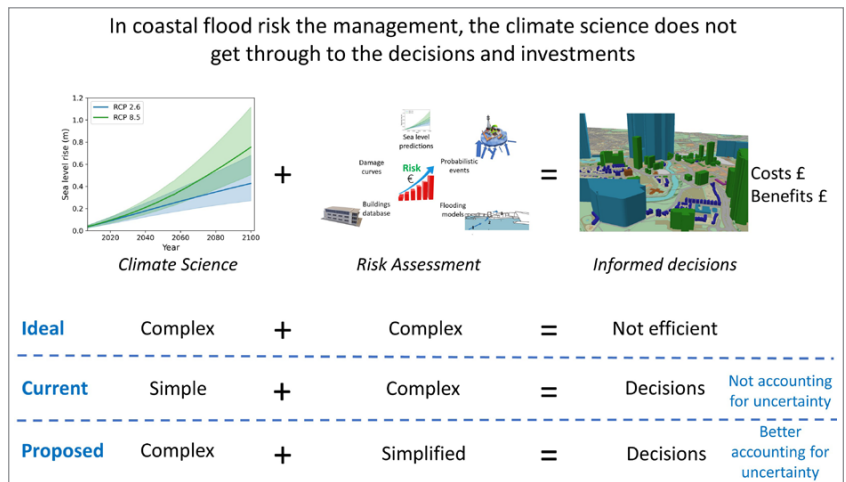 In coastal flood risk the management, the climate science does not
get through to the decisions and investments
1.2
1.0
0.8
0.6
0.4
0.2
0.0
Sea level rise (m)
RCP 2.6
RCP 8.5
2020 2040 2060 2080 2100
Year
Climate Science
+
Sea level
predictions
Damage
curves
Risk
€
Probabilistic
events
Buildings
database
Flooding
models
Risk Assessment
=
Costs £
Benefits £
Informed decisions
Ideal Complex + Complex = Not efficient
Current Simple + Complex = Decisions Not accounting
for uncertainty
Proposed Complex + Simplified = Decisions Better
accounting for
uncertainty